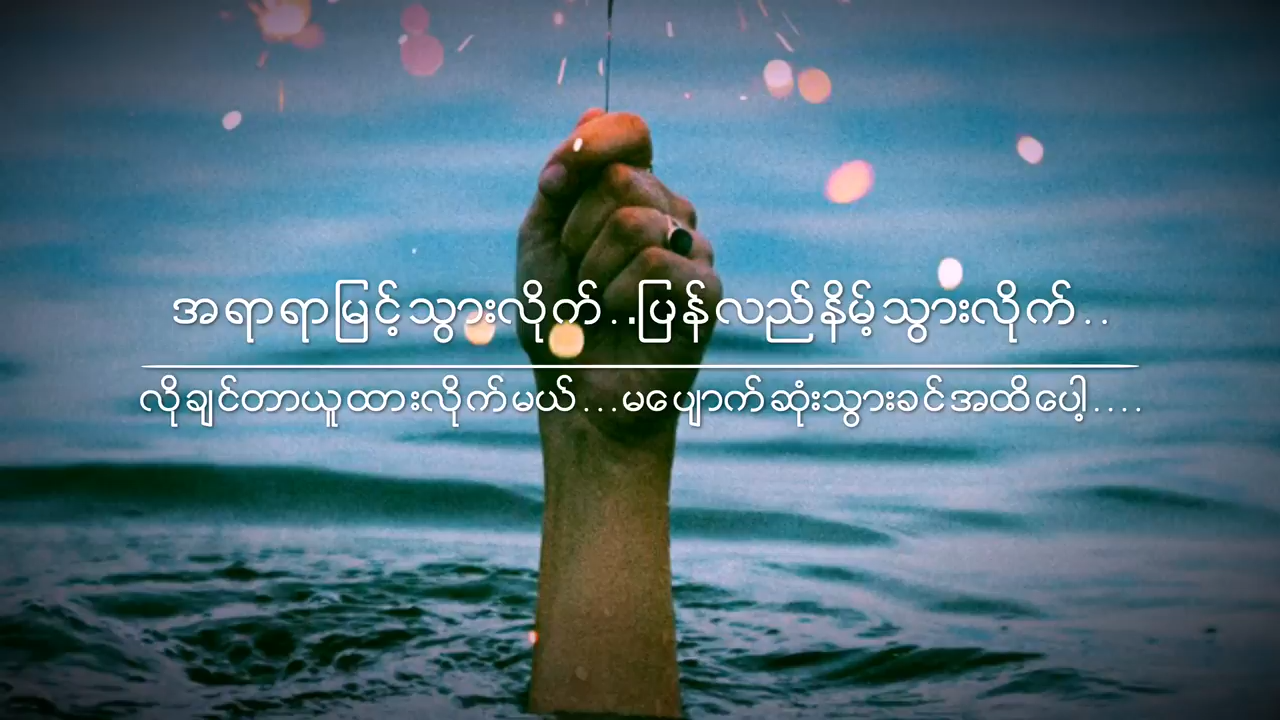 အရာရာမြင့်သွားလိုက်...ပြန်လည်နိမ့်သွားလိုက်..
လိုချင်တာယူထားလိုက်မယ်...မပျောက်ဆုံးသွားခင်အထိပေါ့....